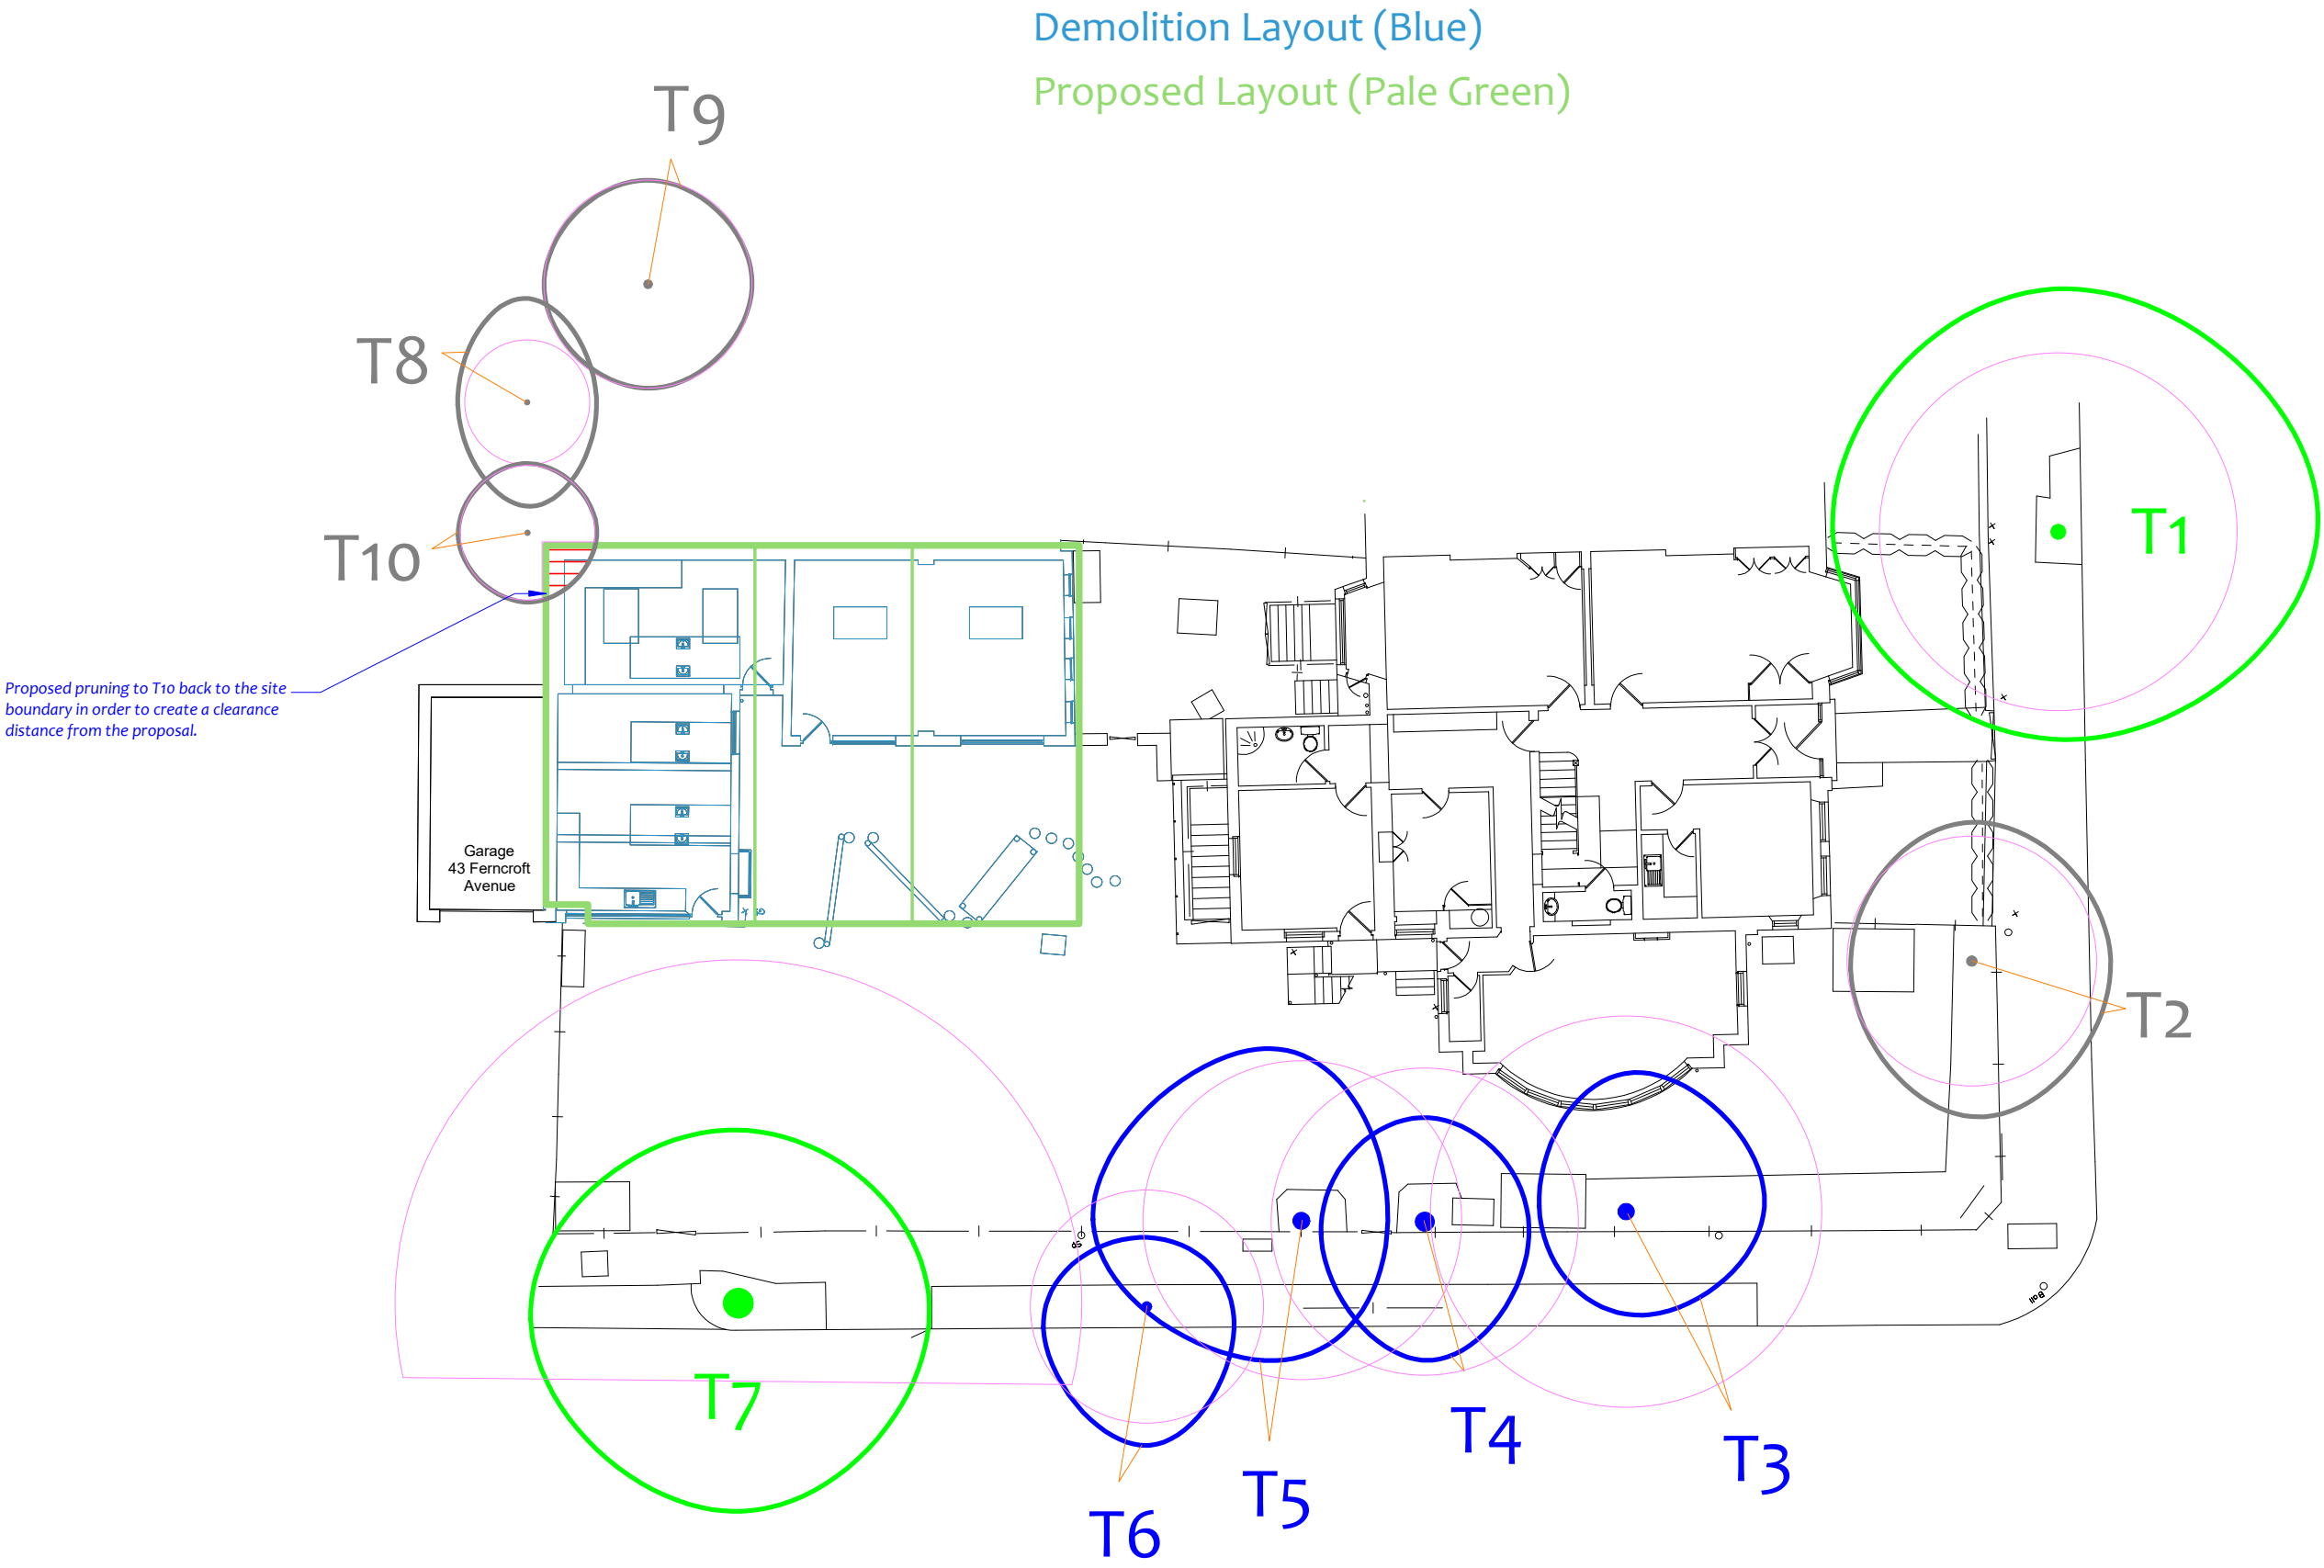 Demolition Layout (Blue)
Proposed Layout (Pale Green)
T9
T8
T10
T1
Proposed pruning to T10 back to the site
boundary in order to create a clearance
distance from the proposal.
Garage
43 Ferncroft
Avenue
T2
T7
T4
T3
T5
T6
SP
Boll